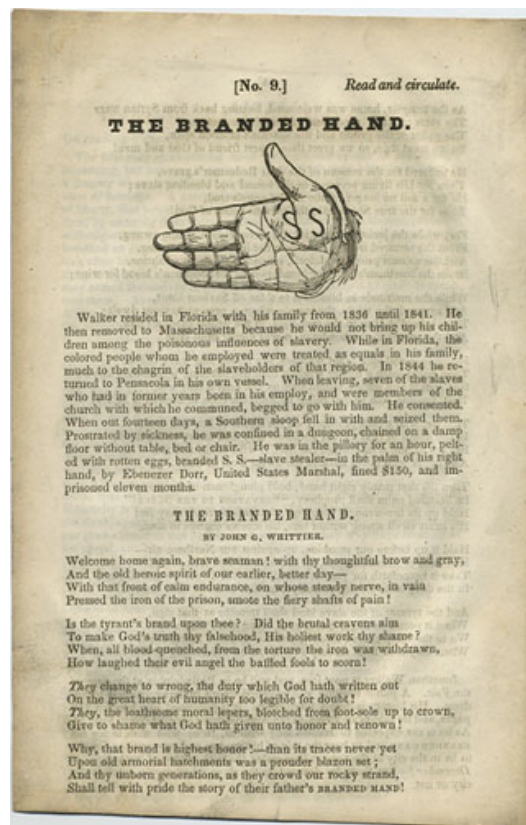 [No. 9.] Read and circulate.
THE BRANDED HAND.
S S
Walker resided in Florida with his family from 1836 until 1841. He
then removed to Massachusetts because he would not bring up his chil-
dren among the poisonous influences of slavery. While in Florida, the
colored people whom he employed were treated as equals in his family,
much to the chagrin of the slaveholders of that region. In 1844 he re-
turned to Pensacola in his own vessel. When leaving, seven of the slaves
who had in former years been in his employ, and were members of the
church with which he communed, begged to go with him. He consented.
When out fourteen days, a Southern sloop fell in with and seized them.
Prostrated by sickness, he was confined in a dungeon, chained on a damp
floor without table, bed or chair. He was in the pillory for an hour, pelt-
ed with rotten eggs, branded S. S.—slave stealer—in the palm of his right
hand, by Ebenezer Dorr, United States Marshal, fined $150, and im-
prisoned eleven months.
THE BRANDED HAND.
BY JOHN G. WHITTIER.
Welcome home again, brave seaman! with thy thoughtful brow and gray,
And the old heroic spirit of our earlier, better day—
With that front of calm endurance, on whose steady nerve, in vain
Pressed the iron of the prison, smote the fiery shafts of pain!
Is the tyrant's brand upon thee? Did the brutal cravens aim
To make God's truth thy falsehood, His holiest work thy shame?
When, all blood-quenched, from the torture the iron was withdrawn,
How laughed their evil angel the baffled fools to scorn!
They change to wrong, the duty which God hath written out
On the great heart of humanity too legible for doubt!
They, the loathsome moral lepers, blotched from foot-sole up to crown,
Give to shame what God hath given unto honor and renown!
Why, that brand is highest honor!—than its traces never yet
Upon old armorial hatchments was a prouder blazon set;
And thy unborn generations, as they crowd our rocky strand,
Shall tell with pride the story of their father's BRANDED HAND!